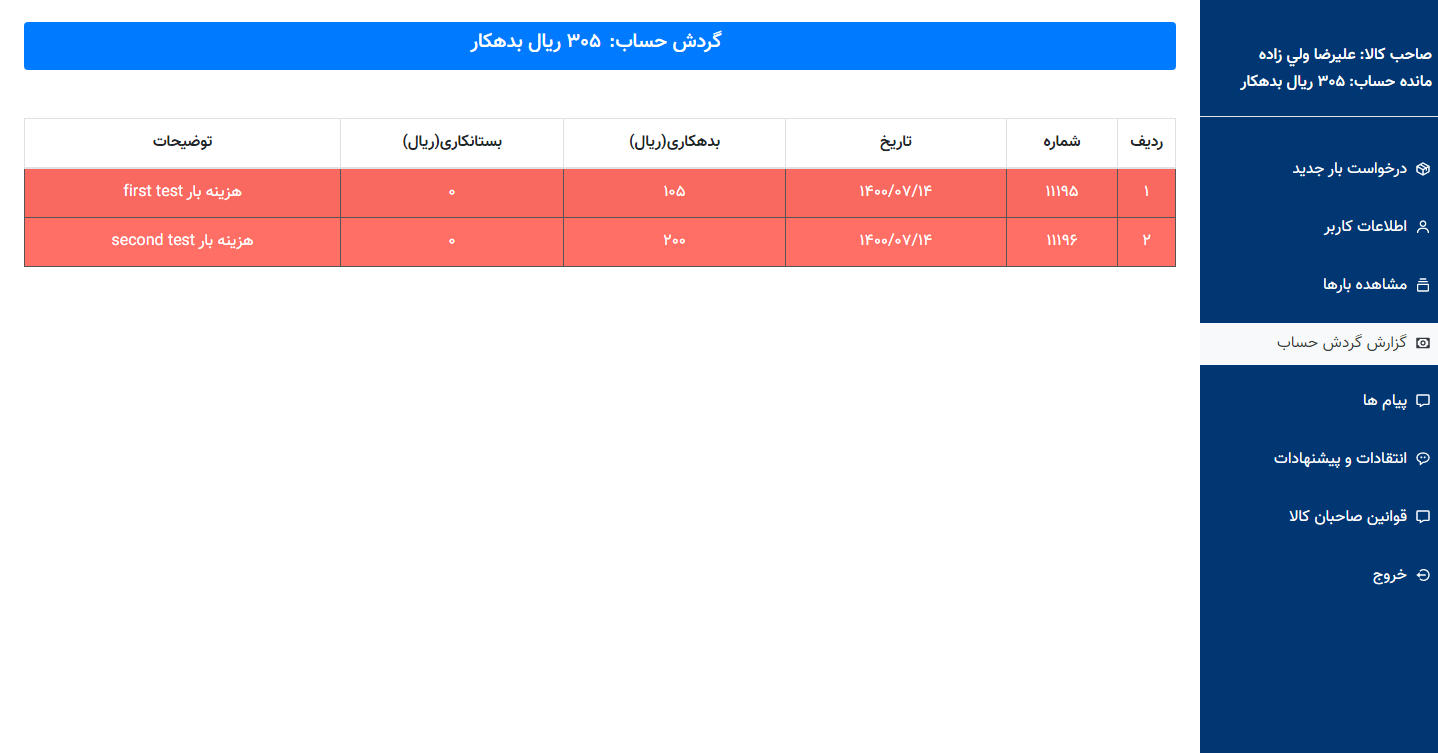 صاحب کالا: علیرضا ولي زاده
مانده حساب: ۳۰۵ ریال بدهکار
درخواست بار جدید
اطلاعات کاربر
مشاهده بارها
گزارش گردش حساب
پیام ها
انتقادات و پیشنهادات
قوانین صاحبان کالا
خروج
گردش حساب: ۳۰۵ ریال بدهکار
ردیف شماره تاریخ بدهکاری(ریال) بستانکاری(ریال) توضیحات
۱ ۱۱۱۹۵ ۱۴۰۰/۰۷/۱۴ ۱۰۵ ۰ هزینه بار first test
۲ ۱۱۱۹۶ ۱۴۰۰/۰۷/۱۴ ۲۰۰ ۰ هزینه بار second test